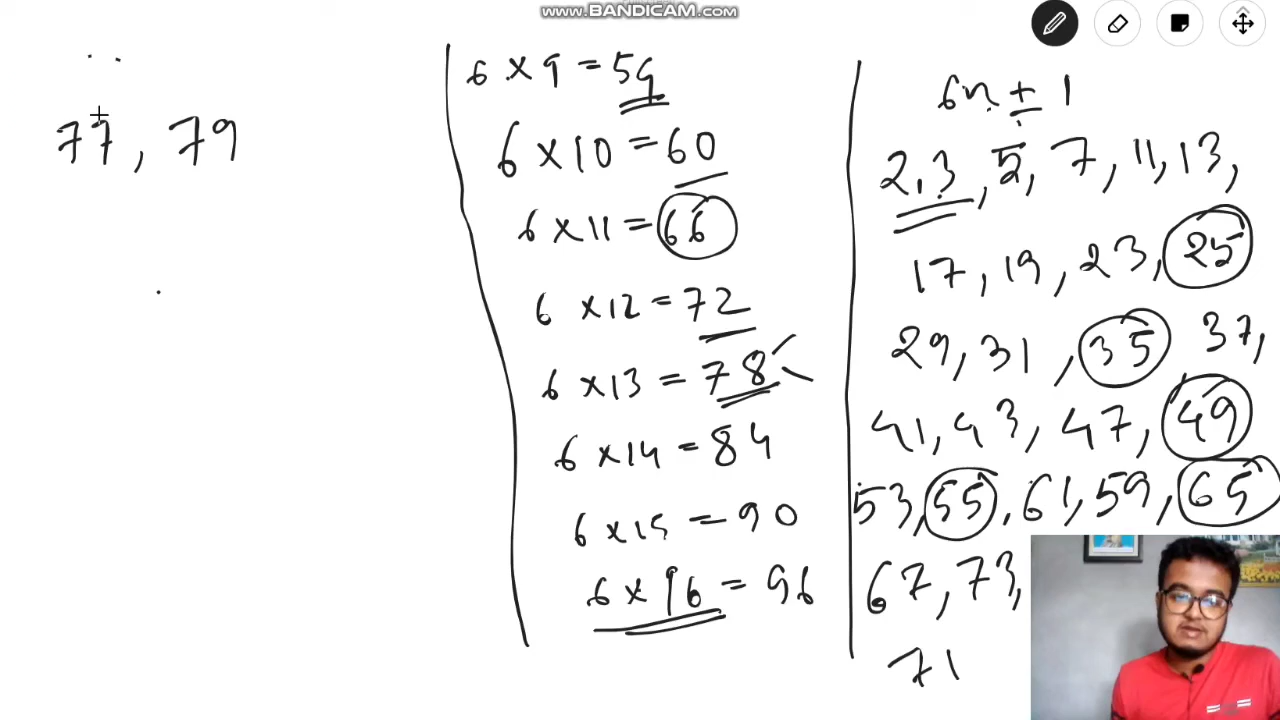 www.BANDICAM.com
77, 79
6 × 9 = 54
6 × 10 = 60
6 × 11 = 66
6 × 12 = 72
6 × 13 = 78
6 × 14 = 84
6 × 15 = 90
6 × 16 = 96
6n ± 1
2, 3, 5, 7, 11, 13,
17, 19, 23, 25
29, 31, 35 37,
41, 43, 47, 49
53, 55, 61, 59, 65
67, 73,
71